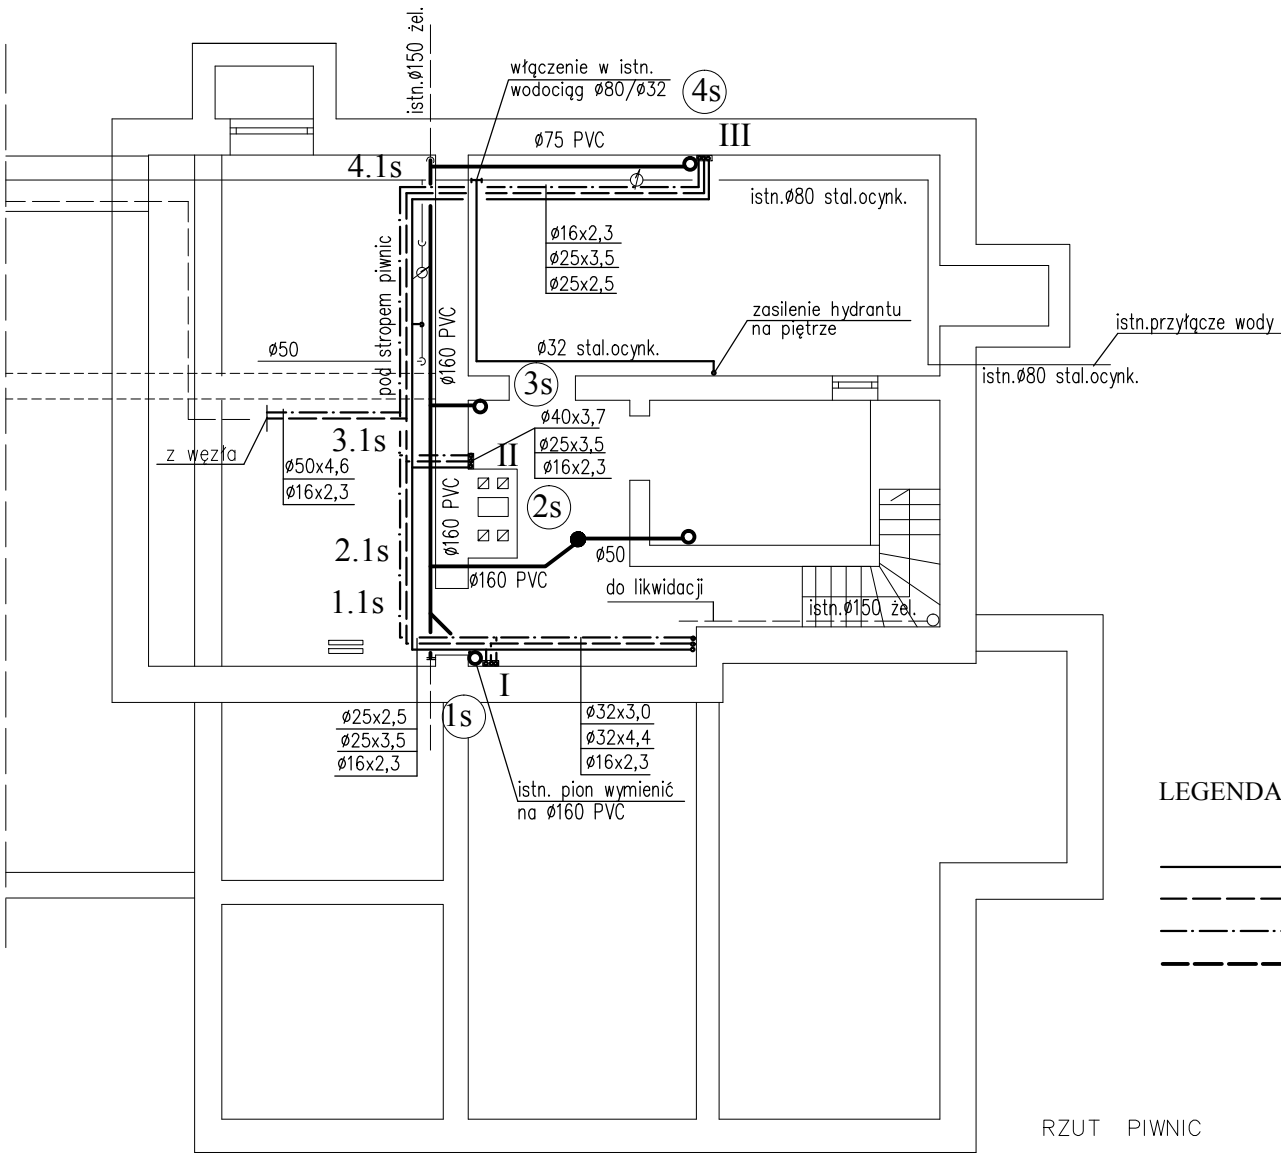 istn.ø150 żel.
włączenie w istn.
wodociąg ø80/ø32
4s
ø75 PVC
III
4.1s
istn.ø80 stal.ocynk.
pod stropem piwnic
ø16x2,3
ø25x3,5
ø25x2,5
ø160 PVC
zasilenie hydrantu
na piętrze
istn.przyłącze wody
ø50
ø32 stal.ocynk.
istn.ø80 stal.ocynk.
3s
ø40x3,7
ø25x3,5
ø16x2,3
3.1s
II
z węzła
ø50x4,6
ø16x2,3
ø160 PVC
2s
2.1s
ø50
ø160 PVC
do likwidacji
1.1s
istn.ø150 żel.
I
1s
ø25x2,5
ø25x3,5
ø16x2,3
ø32x3,0
ø32x4,4
ø16x2,3
istn. pion wymienić
na ø160 PVC
LEGENDA
RZUT PIWNIC